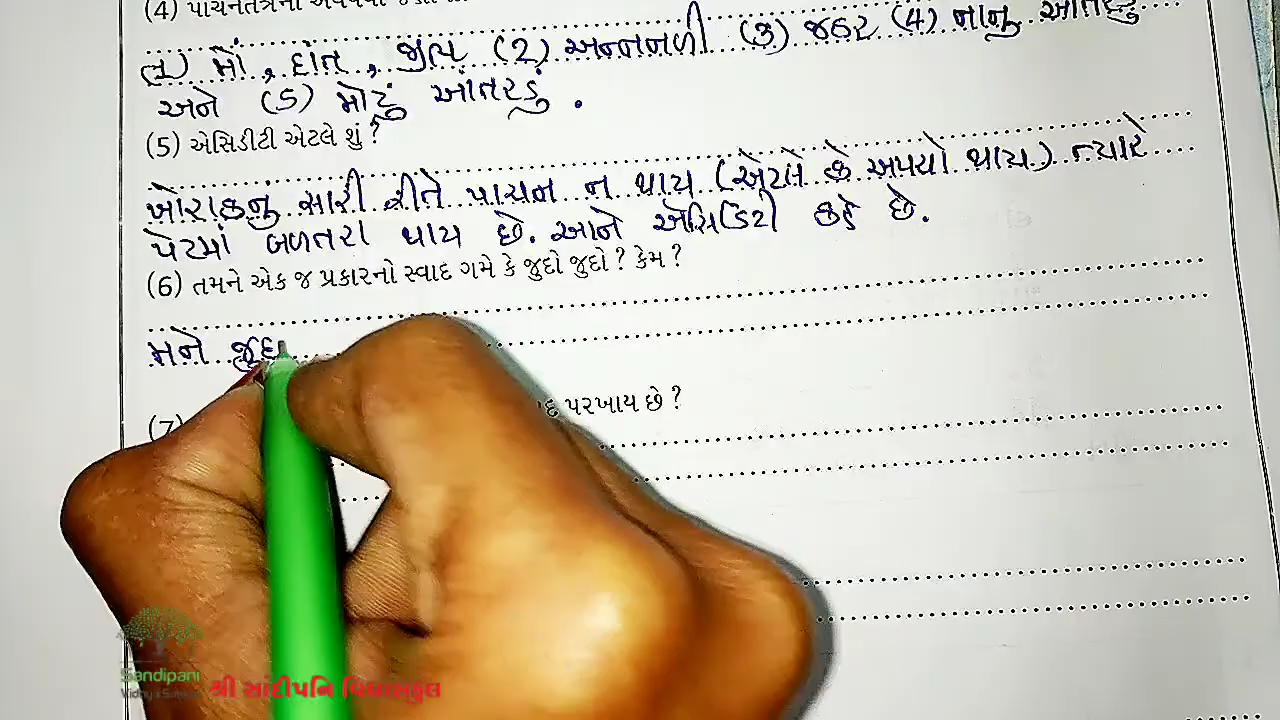 (4) પાચનતંત્રના અવયવો
(1) મોં, દાંત, જીભ (2) અન્નનળી (3) જઠર (4) નાનુ આંતરડું
અને (5) મોટું આંતરડું.
(5) એસિડીટી એટલે શું ?
ખોરાકનુ સારી રીતે પાચન ન થાય (એટલે કે અપચો થાય) ત્યારે
પેટમાં બળતરા થાય છે. આને એસિડિટી કહે છે.
(6) તમને એક જ પ્રકારનો સ્વાદ ગમે કે જુદો જુદો ? કેમ ?
મને જુદ
(7) પરખાય છે ?
Sandipani
શ્રી સાંદીપનિ વિદ્યાસંકુલ